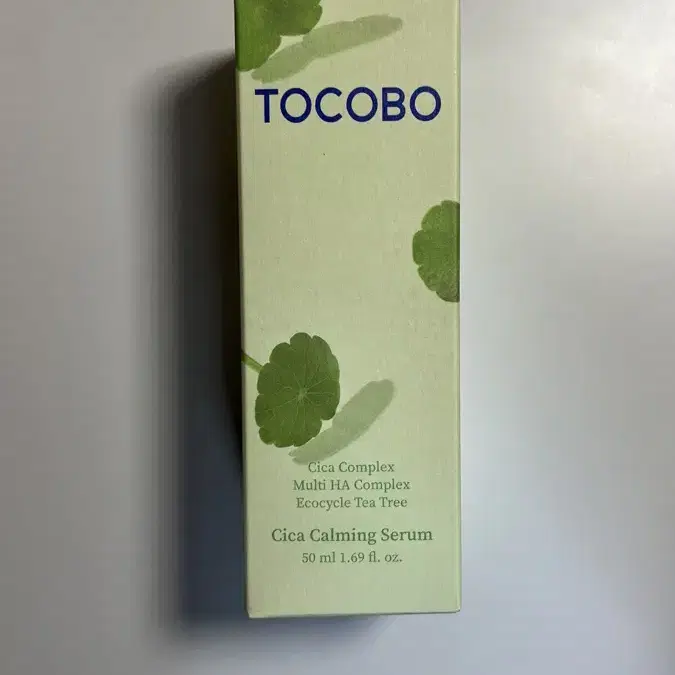 TOCOBO
Cica Complex
Multi HA Complex
Ecocycle Tea Tree
Cica Calming Serum
50 ml 1.69 fl. oz.